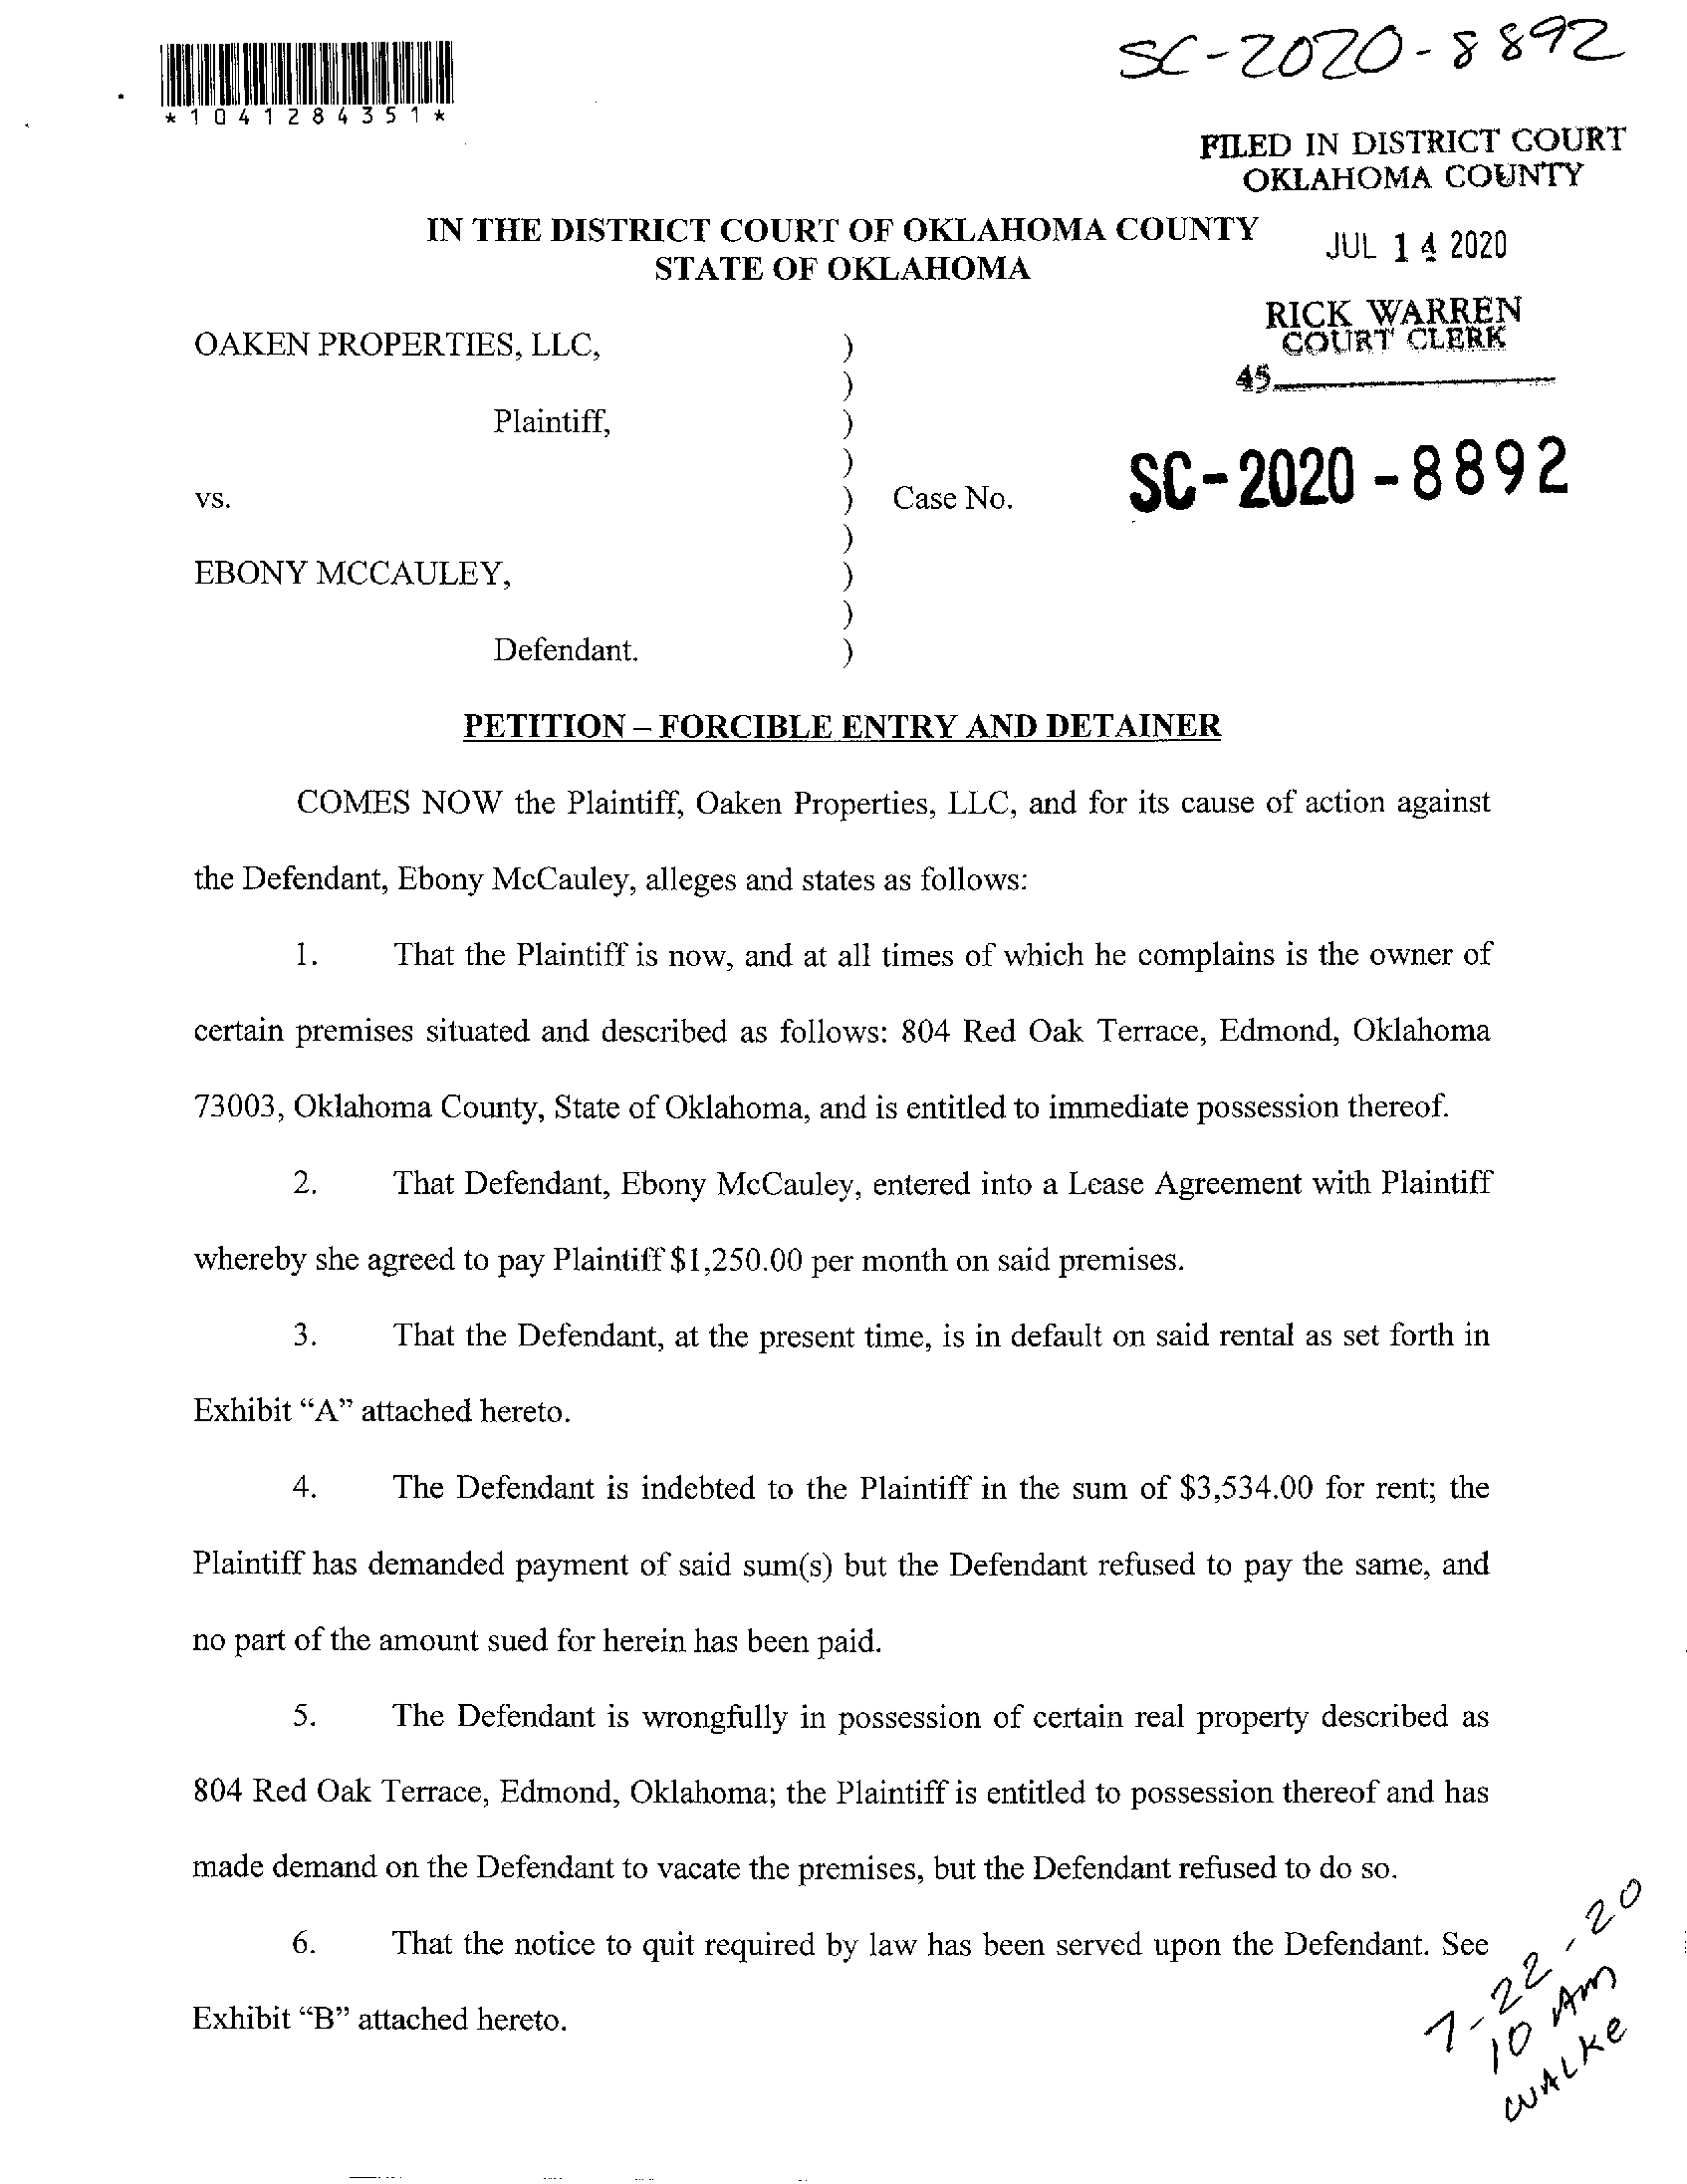 SC-2020-8892
*1041284351*
FILED IN DISTRICT COURT
OKLAHOMA COUNTY
IN THE DISTRICT COURT OF OKLAHOMA COUNTY
STATE OF OKLAHOMA
JUL 14 2020
RICK WARREN
COURT CLERK
45
OAKEN PROPERTIES, LLC, )
)
Plaintiff, )
)
vs. ) Case No. SC-2020-8892
)
EBONY MCCAULEY, )
)
Defendant. )
PETITION – FORCIBLE ENTRY AND DETAINER
COMES NOW the Plaintiff, Oaken Properties, LLC, and for its cause of action against
the Defendant, Ebony McCauley, alleges and states as follows:
1. That the Plaintiff is now, and at all times of which he complains is the owner of
certain premises situated and described as follows: 804 Red Oak Terrace, Edmond, Oklahoma
73003, Oklahoma County, State of Oklahoma, and is entitled to immediate possession thereof.
2. That Defendant, Ebony McCauley, entered into a Lease Agreement with Plaintiff
whereby she agreed to pay Plaintiff $1,250.00 per month on said premises.
3. That the Defendant, at the present time, is in default on said rental as set forth in
Exhibit “A” attached hereto.
4. The Defendant is indebted to the Plaintiff in the sum of $3,534.00 for rent; the
Plaintiff has demanded payment of said sum(s) but the Defendant refused to pay the same, and
no part of the amount sued for herein has been paid.
5. The Defendant is wrongfully in possession of certain real property described as
804 Red Oak Terrace, Edmond, Oklahoma; the Plaintiff is entitled to possession thereof and has
made demand on the Defendant to vacate the premises, but the Defendant refused to do so.
6. That the notice to quit required by law has been served upon the Defendant. See
Exhibit “B” attached hereto.
7-22-20
10 AM
WALKE